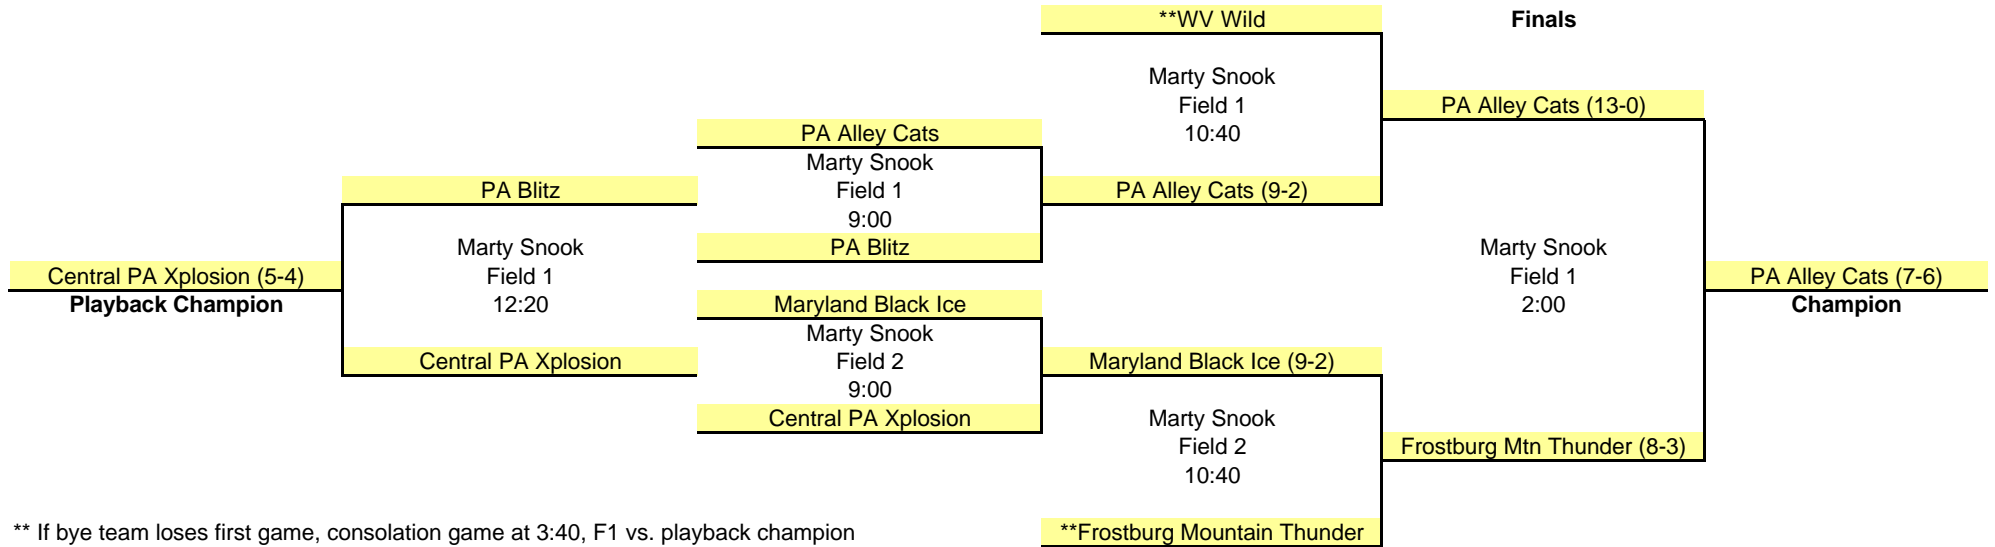 **WV Wild
Finals
Marty Snook
Field 1
10:40
PA Alley Cats (13-0)
PA Alley Cats
Marty Snook
Field 1
9:00
PA Blitz
PA Blitz
PA Alley Cats (9-2)
Marty Snook
Field 1
12:20
Central PA Xplosion (5-4)
Playback Champion
Marty Snook
Field 1
2:00
PA Alley Cats (7-6)
Champion
Maryland Black Ice
Marty Snook
Field 2
9:00
Central PA Xplosion
Central PA Xplosion
Maryland Black Ice (9-2)
Marty Snook
Field 2
10:40
Frostburg Mtn Thunder (8-3)
** If bye team loses first game, consolation game at 3:40, F1 vs. playback champion
**Frostburg Mountain Thunder